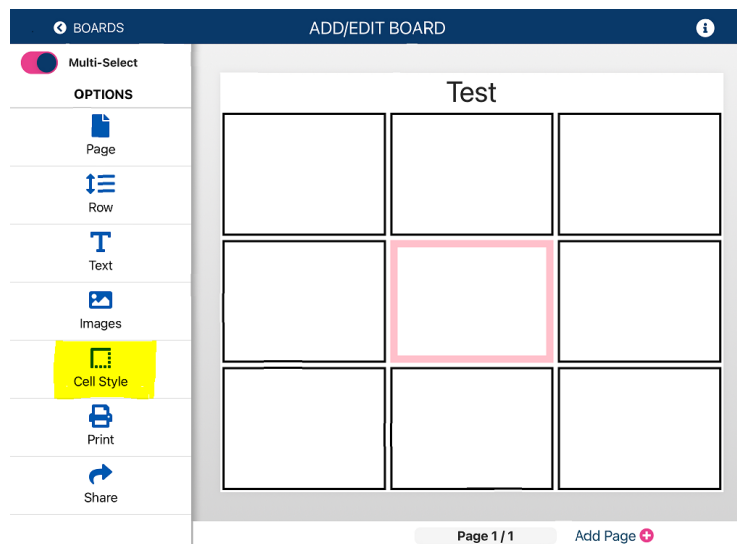 BOARDS
ADD/EDIT BOARD
Multi-Select
OPTIONS
Page
Row
Text
Images
Cell Style
Print
Share
Test
Page 1 / 1
Add Page